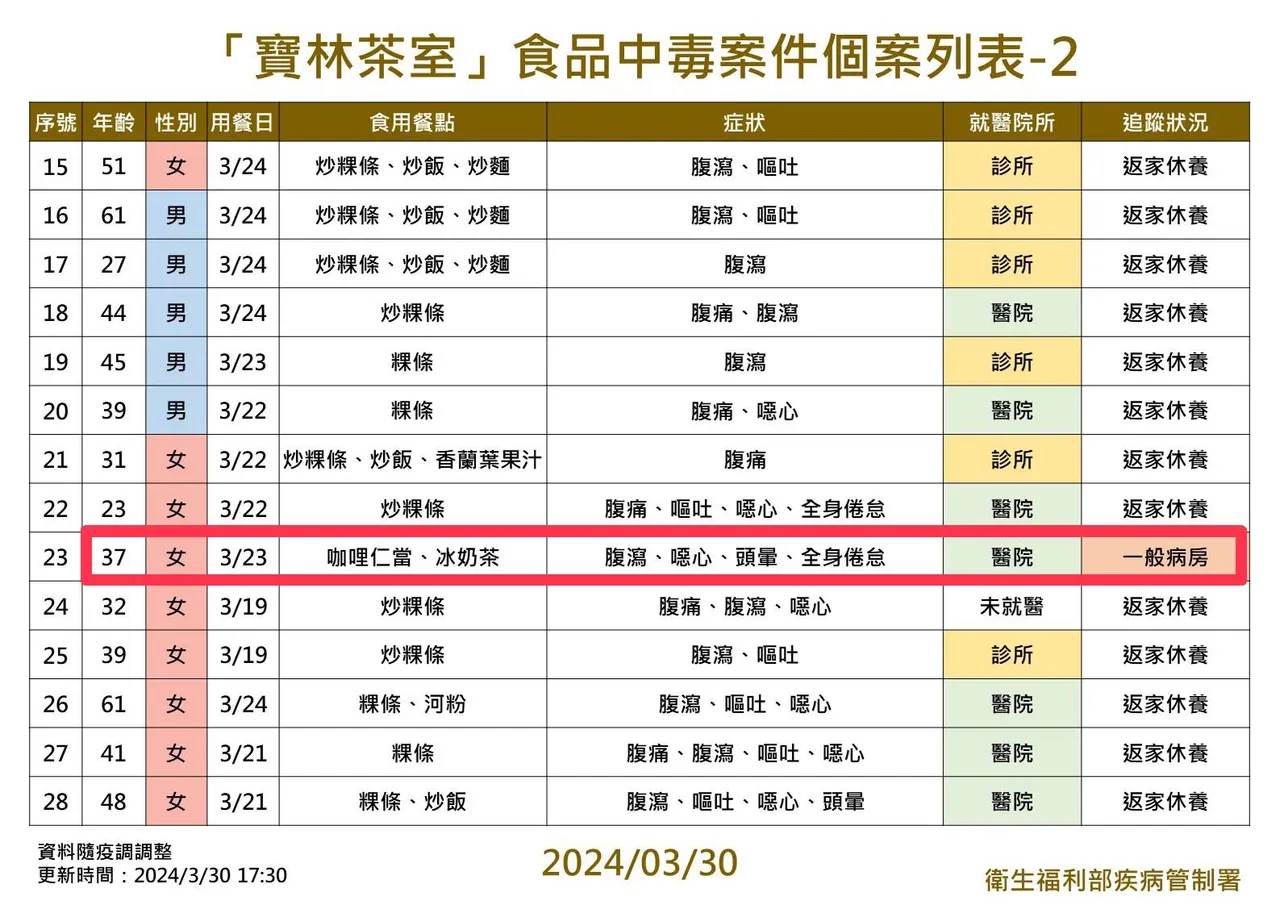 「寶林茶室」食品中毒案件個案列表-2
序號 年齡 性別 用餐日 食用餐點 症狀 就醫院所 追蹤狀況
15 51 女 3/24 炒粿條、炒飯、炒麵 腹瀉、嘔吐 診所 返家休養
16 61 男 3/24 炒粿條、炒飯、炒麵 腹瀉、嘔吐 診所 返家休養
17 27 男 3/24 炒粿條、炒飯、炒麵 腹瀉 診所 返家休養
18 44 男 3/24 炒粿條 腹痛、腹瀉 醫院 返家休養
19 45 男 3/23 粿條 腹瀉 診所 返家休養
20 39 男 3/22 粿條 腹痛、噁心 醫院 返家休養
21 31 女 3/22 炒粿條、炒飯、香蘭葉果汁 腹痛 診所 返家休養
22 23 女 3/22 炒粿條 腹痛、嘔吐、噁心、全身倦怠 醫院 返家休養
23 37 女 3/23 咖哩仁當、冰奶茶 腹瀉、噁心、頭暈、全身倦怠 醫院 一般病房
24 32 女 3/19 炒粿條 腹痛、腹瀉、噁心 未就醫 返家休養
25 39 女 3/19 炒粿條 腹瀉、嘔吐 診所 返家休養
26 61 女 3/24 粿條、河粉 腹瀉、嘔吐、噁心 醫院 返家休養
27 41 女 3/21 粿條 腹痛、腹瀉、嘔吐、噁心 醫院 返家休養
28 48 女 3/21 粿條、炒飯 腹瀉、嘔吐、噁心、頭暈 醫院 返家休養
資料隨疫調調整
更新時間：2024/3/30 17:30
2024/03/30
衛生福利部疾病管制署